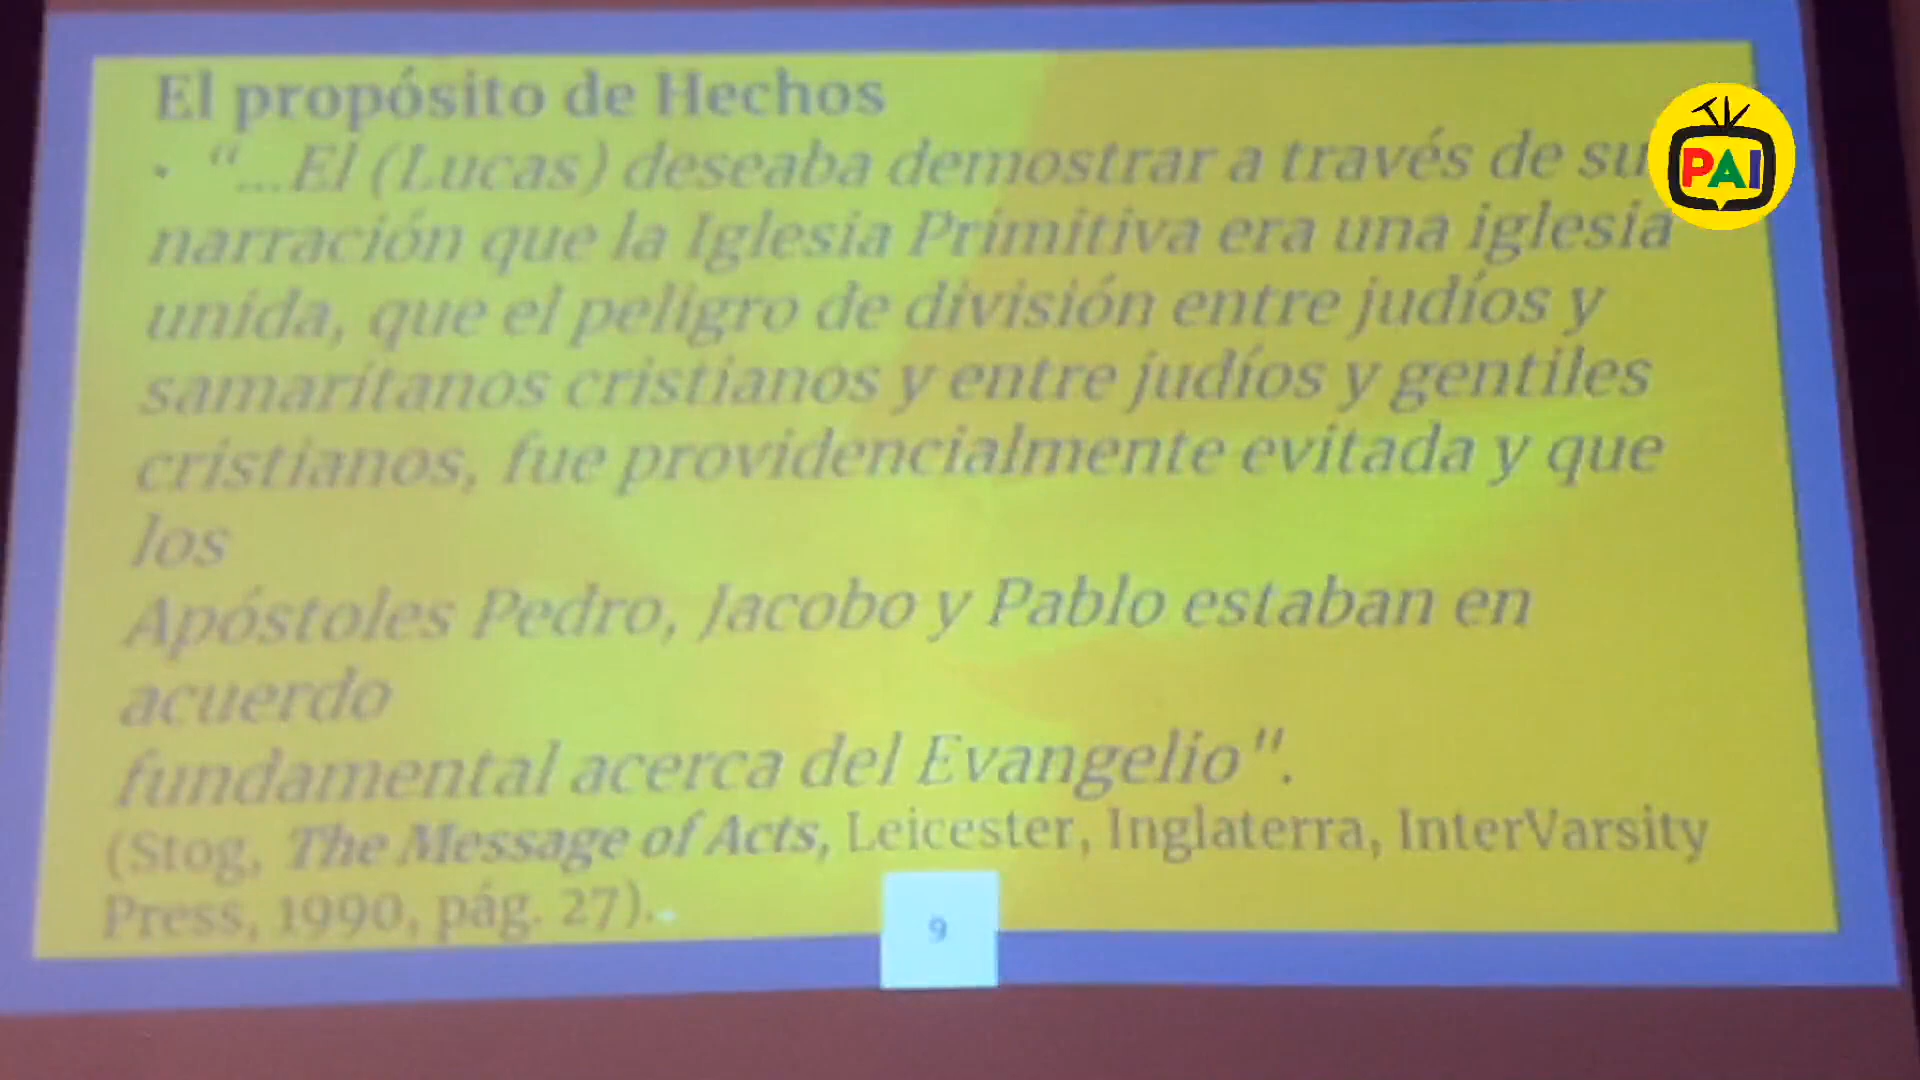 El propósito de Hechos
• “...El (Lucas) deseaba demostrar a través de su
narración que la Iglesia Primitiva era una iglesia
unida, que el peligro de división entre judíos y
samaritanos cristianos y entre judíos y gentiles
cristianos, fue providencialmente evitada y que
los
Apóstoles Pedro, Jacobo y Pablo estaban en
acuerdo
fundamental acerca del Evangelio".
(Stog, The Message of Acts, Leicester, Inglaterra, InterVarsity
Press, 1990, pág. 27).
9
PAI